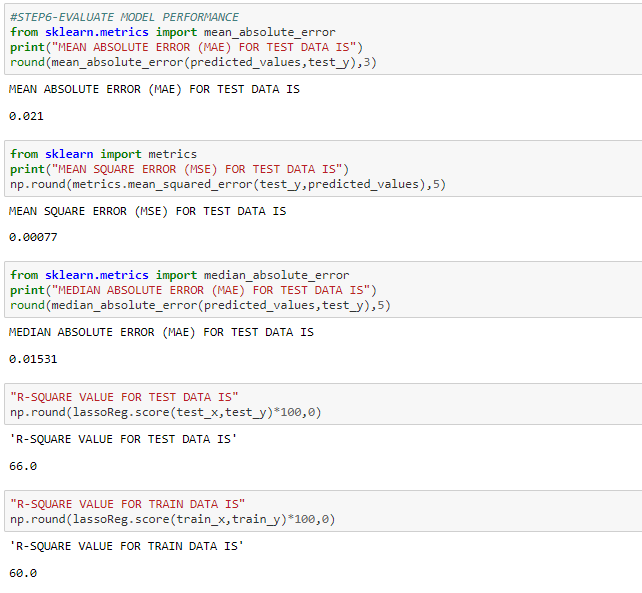 #STEP6-EVALUATE MODEL PERFORMANCE
from sklearn.metrics import mean_absolute_error
print("MEAN ABSOLUTE ERROR (MAE) FOR TEST DATA IS")
round(mean_absolute_error(predicted_values,test_y),3)
MEAN ABSOLUTE ERROR (MAE) FOR TEST DATA IS
0.021
from sklearn import metrics
print("MEAN SQUARE ERROR (MSE) FOR TEST DATA IS")
np.round(metrics.mean_squared_error(test_y,predicted_values),5)
MEAN SQUARE ERROR (MSE) FOR TEST DATA IS
0.00077
from sklearn.metrics import median_absolute_error
print("MEDIAN ABSOLUTE ERROR (MAE) FOR TEST DATA IS")
round(median_absolute_error(predicted_values,test_y),5)
MEDIAN ABSOLUTE ERROR (MAE) FOR TEST DATA IS
0.01531
"R-SQUARE VALUE FOR TEST DATA IS"
np.round(lassoReg.score(test_x,test_y)*100,0)
'R-SQUARE VALUE FOR TEST DATA IS'
66.0
"R-SQUARE VALUE FOR TRAIN DATA IS"
np.round(lassoReg.score(train_x,train_y)*100,0)
'R-SQUARE VALUE FOR TRAIN DATA IS'
60.0